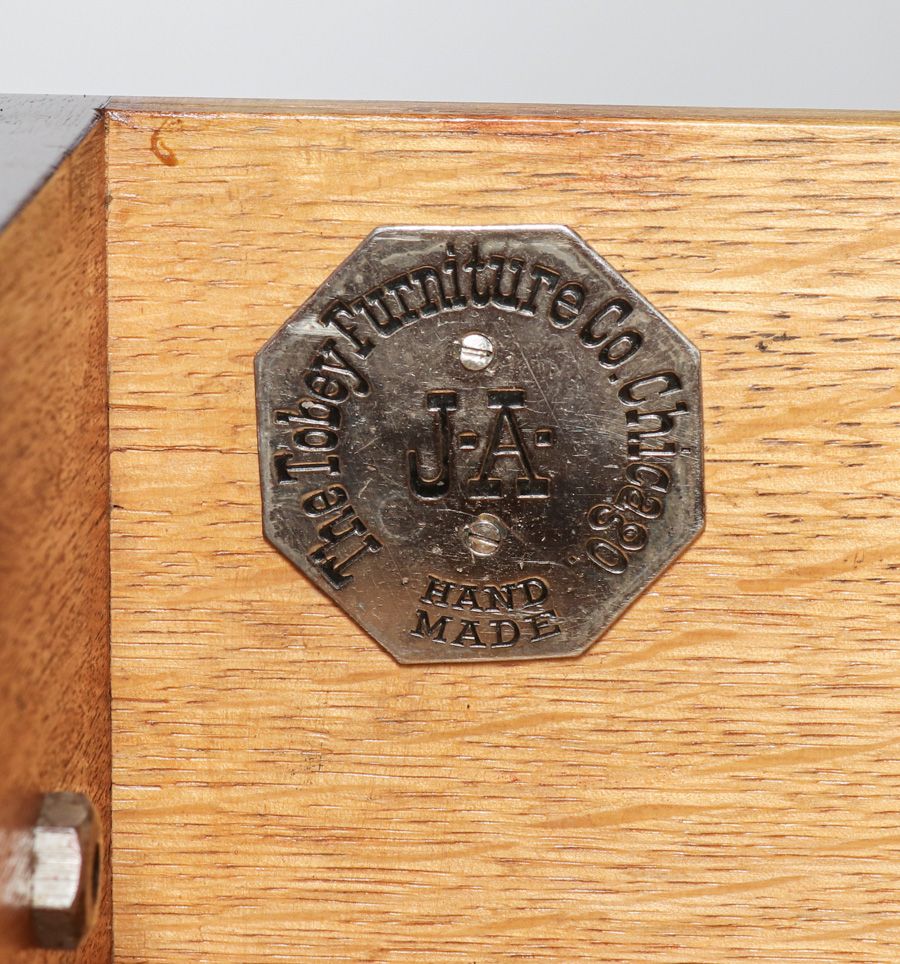 The Tobey Furniture Co. Chicago.
J·A·
HAND
MADE